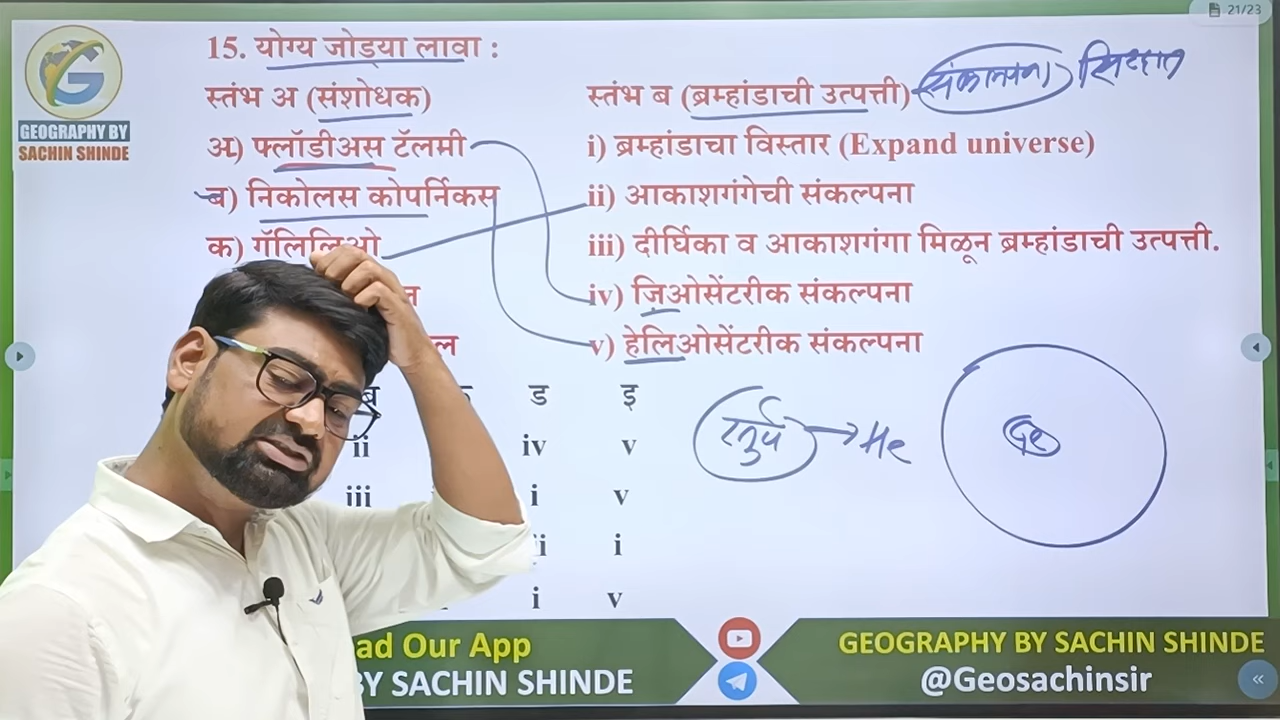 21/23
GEOGRAPHY BY
SACHIN SHINDE
15. योग्य जोड्या लावा :
स्तंभ अ (संशोधक)
स्तंभ ब (ब्रम्हांडाची उत्पत्ती) संकल्पना सिद्धांत
अ) फ्लॉडीअस टॅलमी
i) ब्रम्हांडाचा विस्तार (Expand universe)
ब) निकोलस कोपर्निकस
ii) आकाशगंगेची संकल्पना
क) गॅलिलिओ
iii) दीर्घिका व आकाशगंगा मिळून ब्रम्हांडाची उत्पत्ती.
iv) जिओसेंटरीक संकल्पना
v) हेलिओसेंटरीक संकल्पना
ब ड इ
ii iv v
iii i v
i
i v
सूर्य He
Ge
ad Our App
BY SACHIN SHINDE
GEOGRAPHY BY SACHIN SHINDE
@Geosachinsir